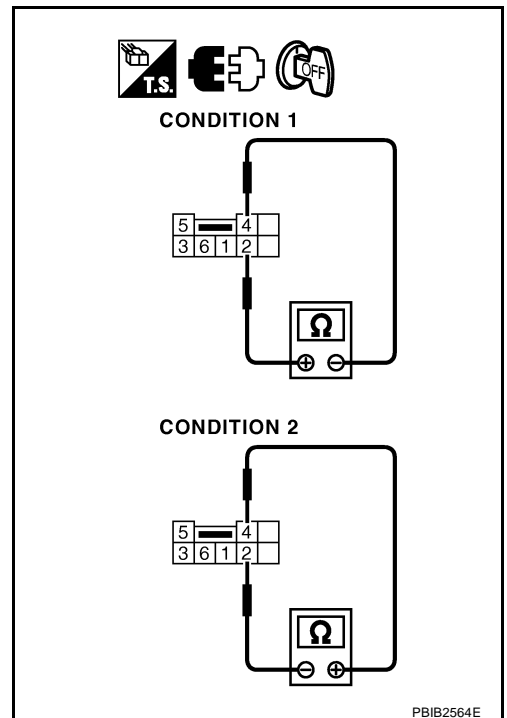 T.S. OFF
CONDITION 1
5 4
3 6 1 2
Ω
+ −
CONDITION 2
5 4
3 6 1 2
Ω
− +
PBIB2564E